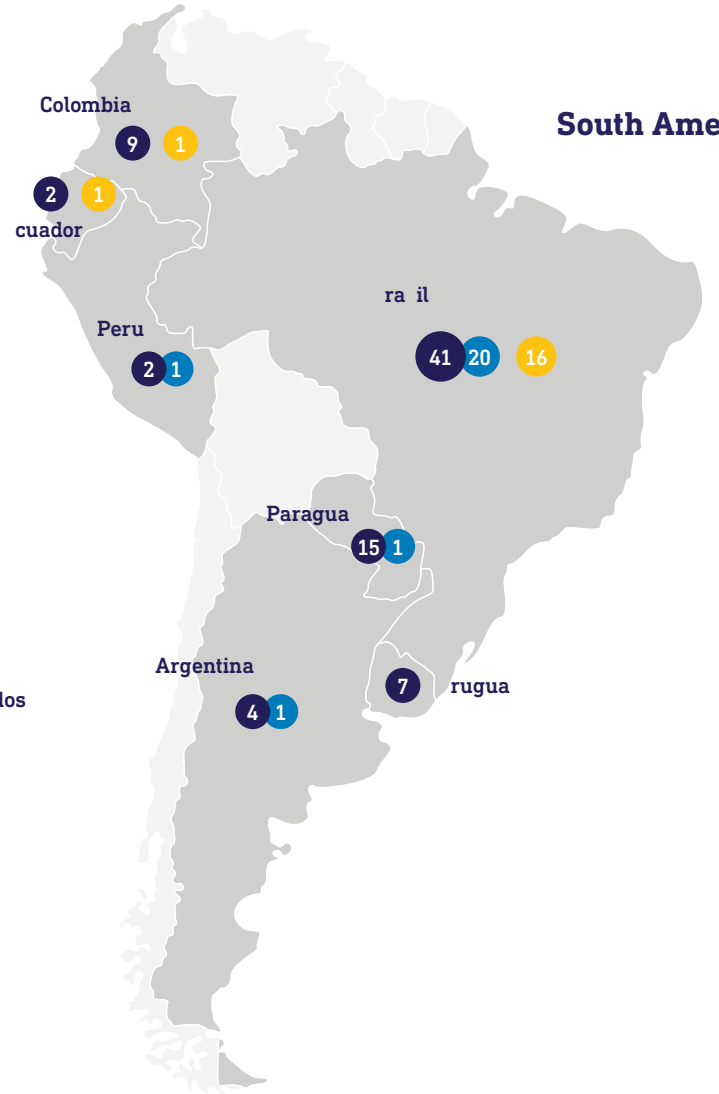 Colombia
South Ame
9 1
2 1
cuador
ra il
Peru
41 20 16
2 1
Paragua
15 1
Argentina
7 rugua
los
4 1